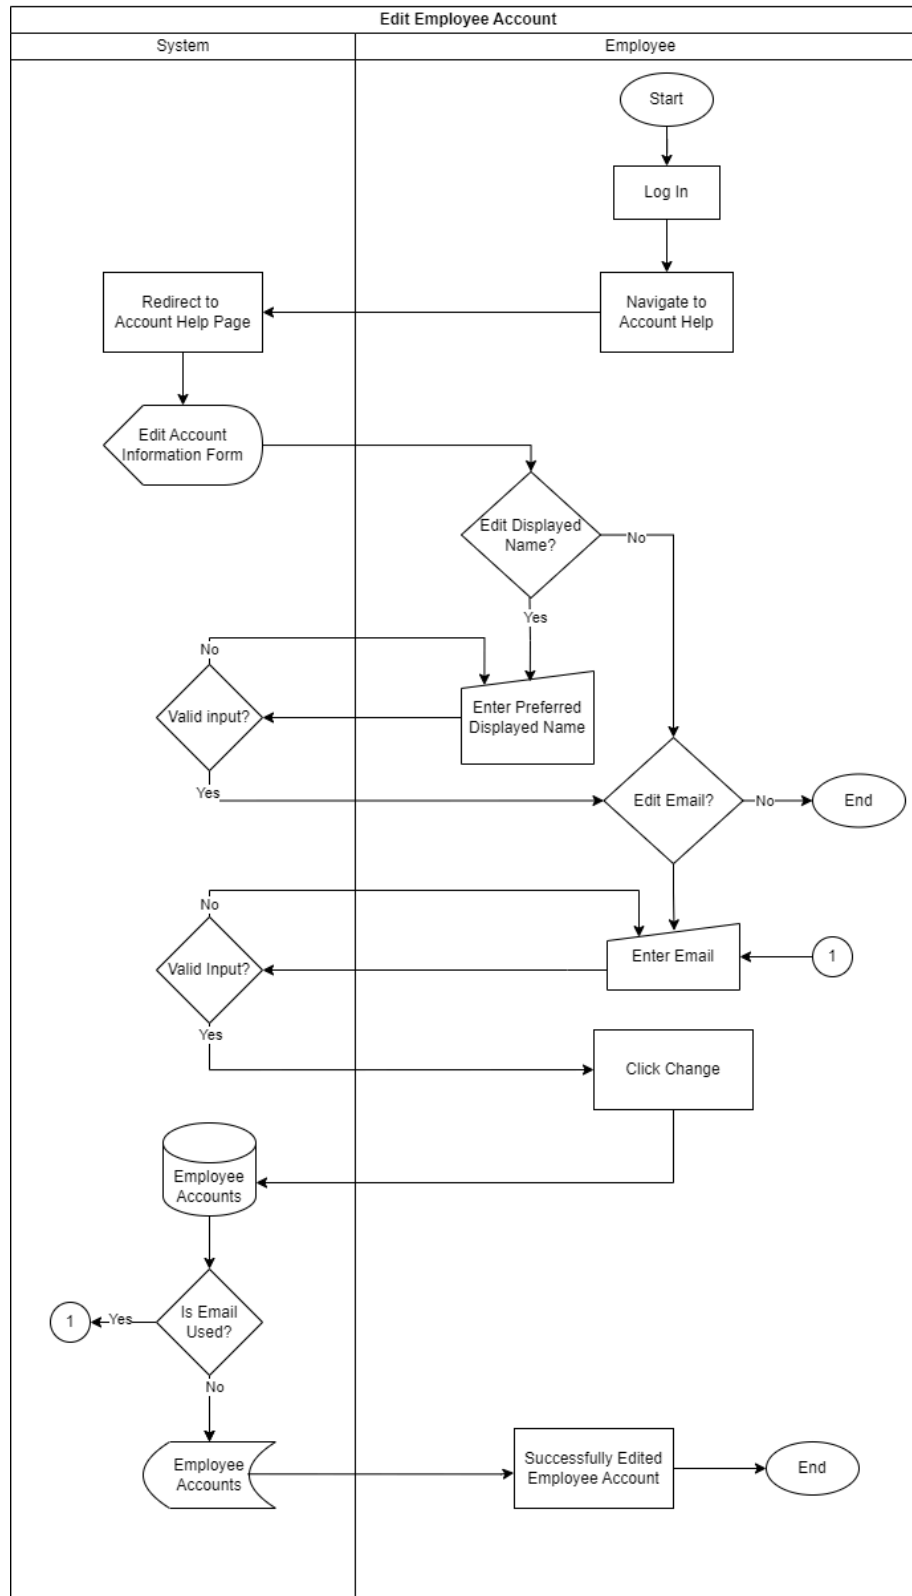 Edit Employee Account
System
Employee
Start
Log In
Redirect to
Account Help Page
Navigate to
Account Help
Edit Account
Information Form
Edit Displayed
Name?
No
Yes
No
Valid input?
Enter Preferred
Displayed Name
Yes
Edit Email?
No
End
No
Valid Input?
Enter Email
1
Yes
Click Change
Employee
Accounts
Is Email
Used?
Yes
1
No
Employee
Accounts
Successfully Edited
Employee Account
End